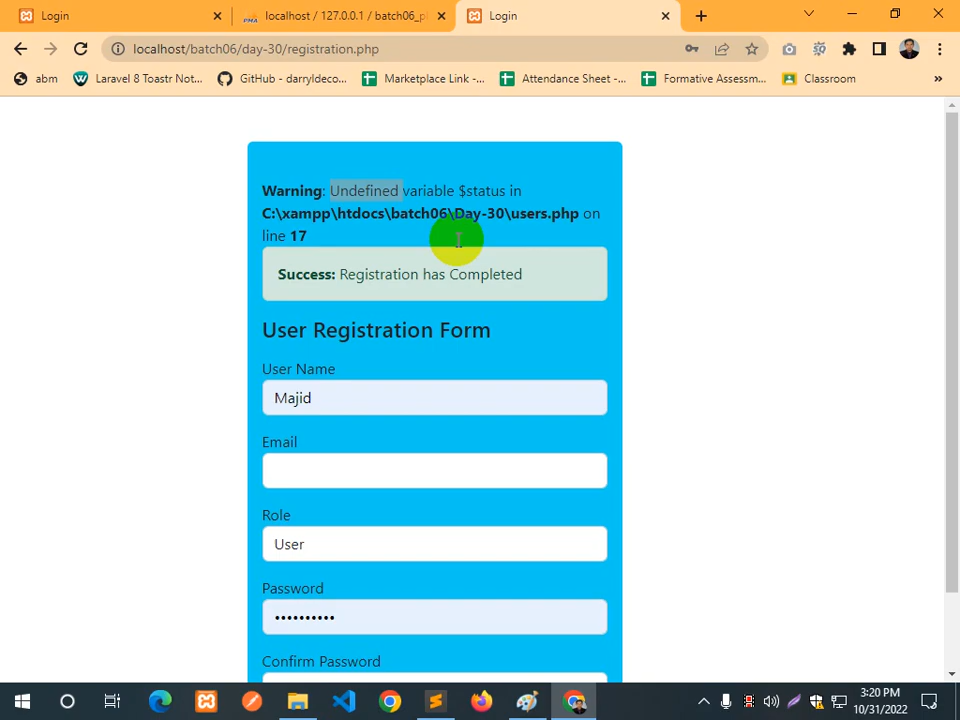 Login
localhost / 127.0.0.1 / batch06_p
Login
localhost/batch06/day-30/registration.php
abm
Laravel 8 Toastr Not...
GitHub - darryldeco...
Marketplace Link -...
Attendance Sheet -...
Formative Assessm...
Classroom
»
Warning: Undefined variable $status in
C:\xampp\htdocs\batch06\Day-30\users.php on
line 17
Success: Registration has Completed
User Registration Form
User Name
Majid
Email
Role
User
Password
Confirm Password
3:20 PM
10/31/2022